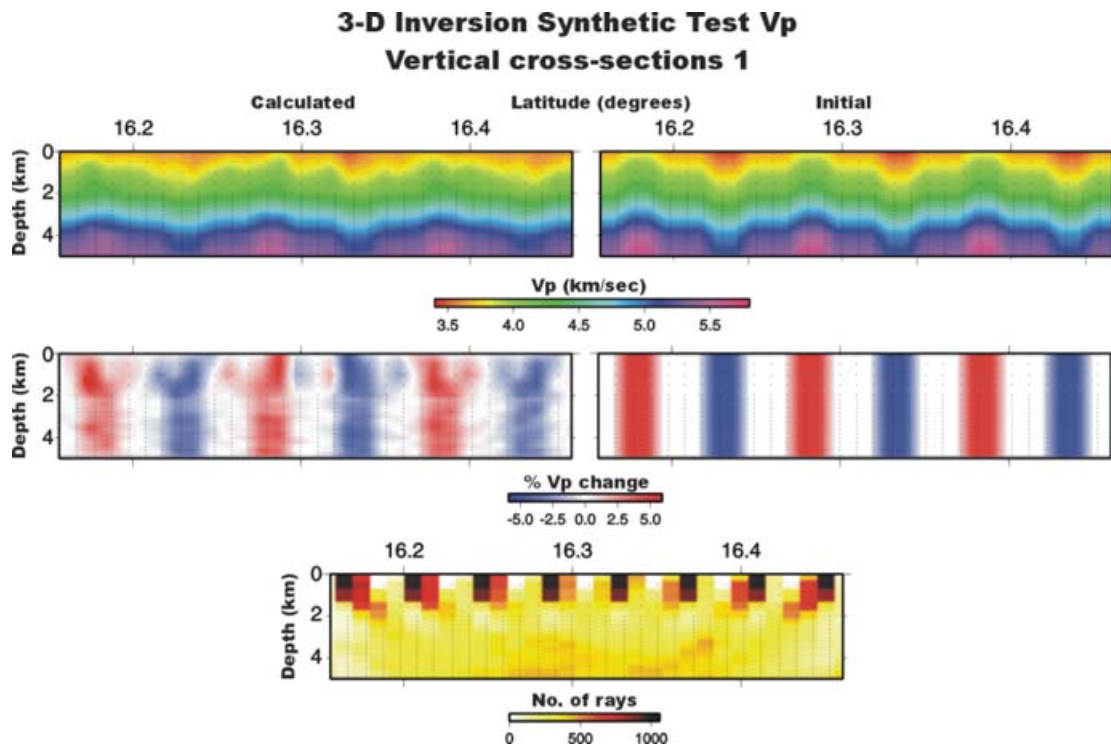 3-D Inversion Synthetic Test Vp
Vertical cross-sections 1
Calculated Latitude (degrees) Initial
16.2 16.3 16.4 16.2 16.3 16.4
0
2
4
Depth (km)
Vp (km/sec)
3.5 4.0 4.5 5.0 5.5
0
2
4
Depth (km)
% Vp change
-5.0 -2.5 0.0 2.5 5.0
16.2 16.3 16.4
0
2
4
Depth (km)
No. of rays
0 500 1000